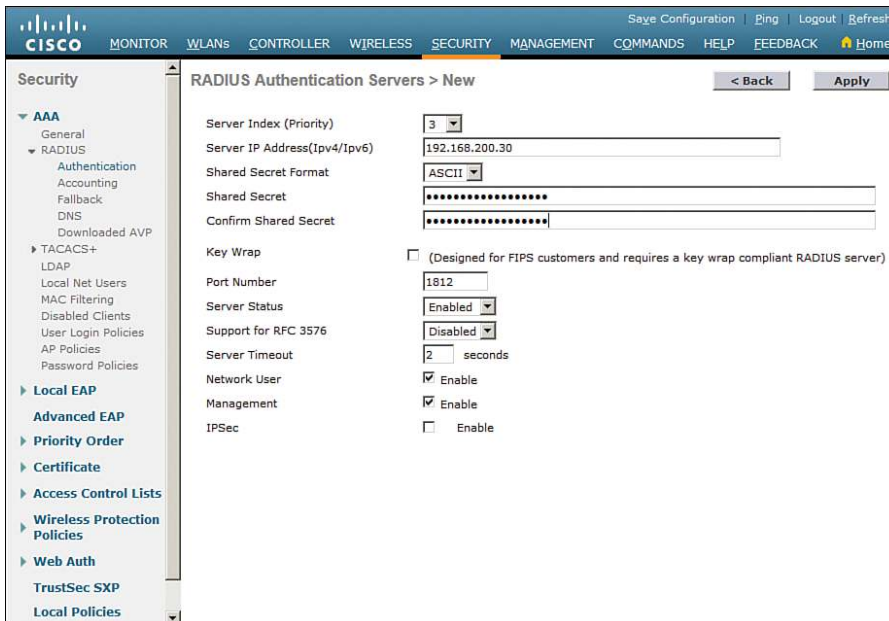 Save Configuration | Ping | Logout | Refresh
CISCO MONITOR WLANs CONTROLLER WIRELESS SECURITY MANAGEMENT COMMANDS HELP FEEDBACK Home
Security
AAA
General
RADIUS
Authentication
Accounting
Fallback
DNS
Downloaded AVP
TACACS+
LDAP
Local Net Users
MAC Filtering
Disabled Clients
User Login Policies
AP Policies
Password Policies
Local EAP
Advanced EAP
Priority Order
Certificate
Access Control Lists
Wireless Protection
Policies
Web Auth
TrustSec SXP
Local Policies
RADIUS Authentication Servers > New
< Back Apply
Server Index (Priority) 3
Server IP Address(Ipv4/Ipv6) 192.168.200.30
Shared Secret Format ASCII
Shared Secret ••••••••••••••••••
Confirm Shared Secret ••••••••••••••••••
Key Wrap (Designed for FIPS customers and requires a key wrap compliant RADIUS server)
Port Number 1812
Server Status Enabled
Support for RFC 3576 Disabled
Server Timeout 2 seconds
Network User Enable
Management Enable
IPSec Enable